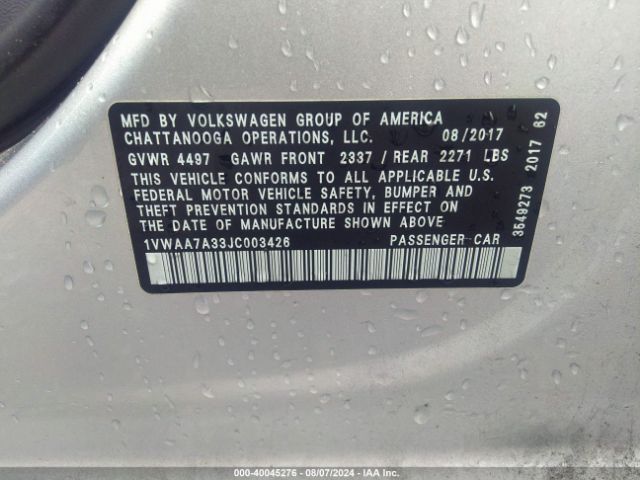 MFD BY VOLKSWAGEN GROUP OF AMERICA
CHATTANOOGA OPERATIONS, LLC. 08/2017
GVWR 4497 GAWR FRONT 2337 / REAR 2271 LBS
THIS VEHICLE CONFORMS TO ALL APPLICABLE U.S.
FEDERAL MOTOR VEHICLE SAFETY, BUMPER AND
THEFT PREVENTION STANDARDS IN EFFECT ON
THE DATE OF MANUFACTURE SHOWN ABOVE
1VWAA7A33JC003426 PASSENGER CAR
3549273 2017 62
000-40045276 - 08/07/2024 - IAA Inc.